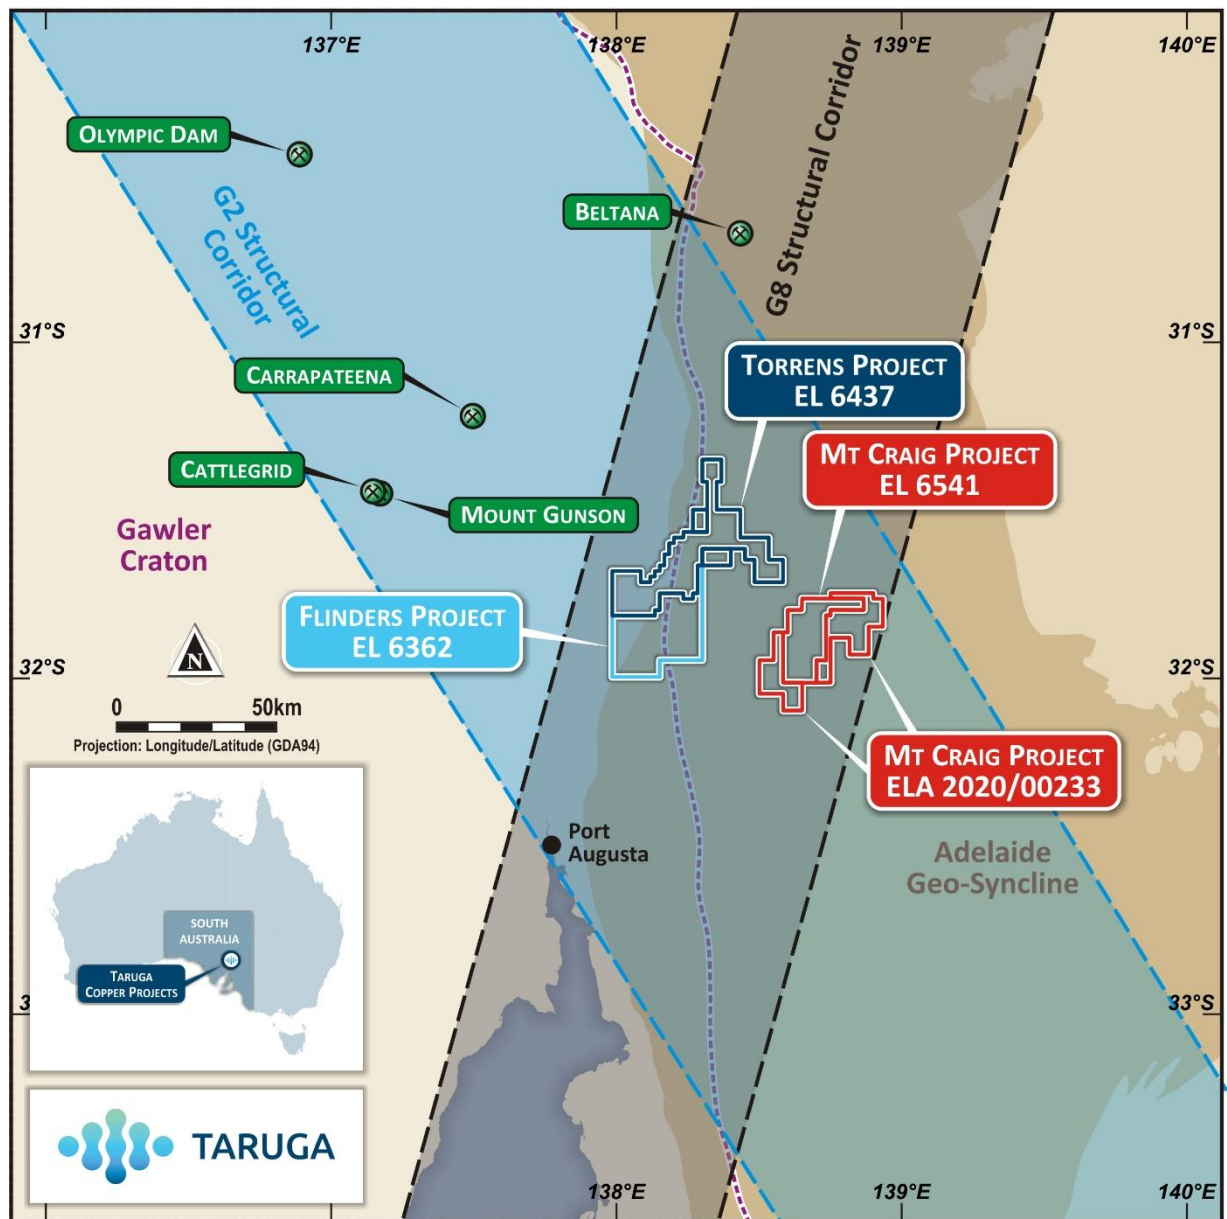 137°E
138°E
139°E
140°E
OLYMPIC DAM
G2 Structural
Corridor
BELTANA
G8 Structural Corridor
31°S
31°S
TORRENS PROJECT
EL 6437
CARRAPATEENA
MT CRAIG PROJECT
EL 6541
CATTLEGRID
MOUNT GUNSON
Gawler
Craton
FLINDERS PROJECT
EL 6362
N
32°S
32°S
0
50km
Projection: Longitude/Latitude (GDA94)
MT CRAIG PROJECT
ELA 2020/00233
Port
Augusta
Adelaide
Geo-Syncline
SOUTH
AUSTRALIA
TARUGA
COPPER PROJECTS
3
33°S
TARUGA
138°E
139°E
140°E